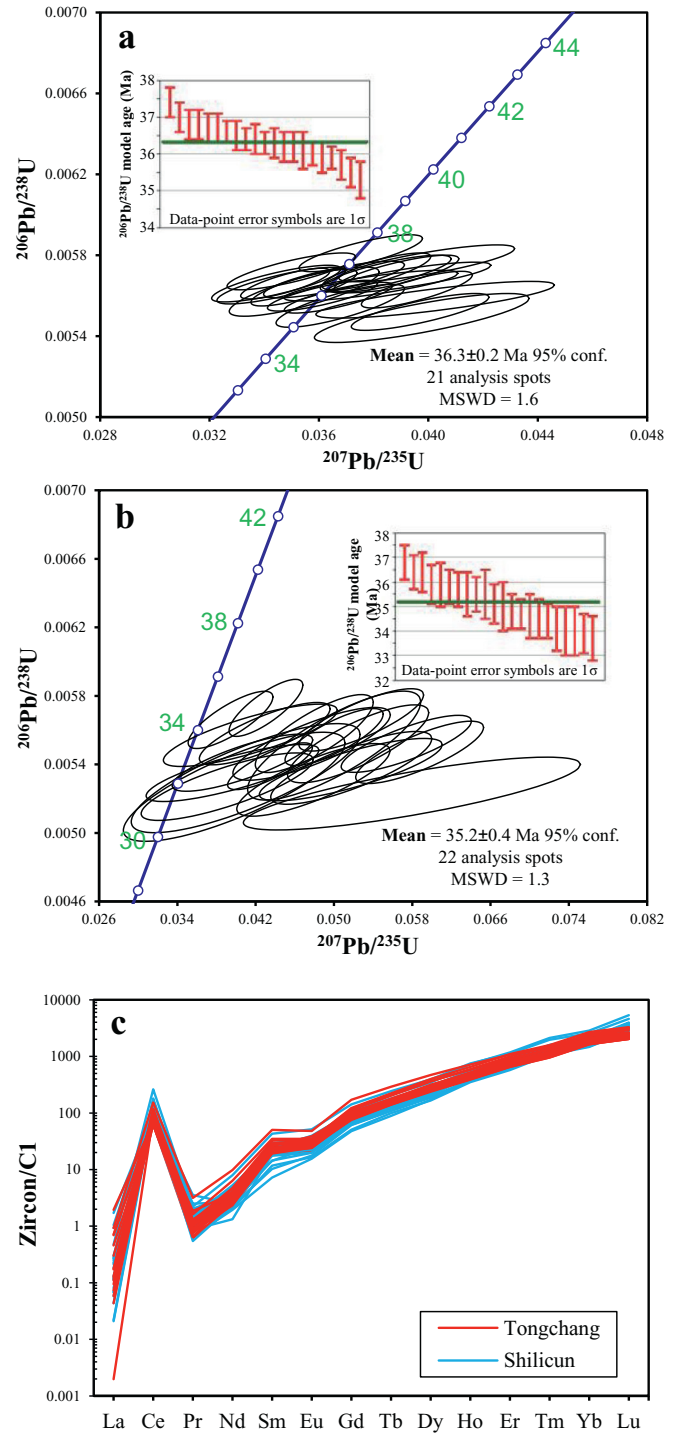 a
0.0070
0.0066
0.0062
0.0058
0.0054
0.0050
²⁰⁶Pb/²³⁸U
44
42
40
38
34
38
37
36
35
34
²⁰⁶Pb/²³⁸U model age (Ma)
Data-point error symbols are 1σ
Mean = 36.3±0.2 Ma 95% conf.
21 analysis spots
MSWD = 1.6
0.028 0.032 0.036 0.040 0.044 0.048
²⁰⁷Pb/²³⁵U
b
0.0070
0.0066
0.0062
0.0058
0.0054
0.0050
0.0046
²⁰⁶Pb/²³⁸U
42
38
34
30
38
37
36
35
34
33
32
²⁰⁶Pb/²³⁸U model age
(Ma)
Data-point error symbols are 1σ
Mean = 35.2±0.4 Ma 95% conf.
22 analysis spots
MSWD = 1.3
0.026 0.034 0.042 0.050 0.058 0.066 0.074 0.082
²⁰⁷Pb/²³⁵U
c
10000
1000
100
10
1
0.1
0.01
0.001
Zircon/C1
Tongchang
Shilicun
La Ce Pr Nd Sm Eu Gd Tb Dy Ho Er Tm Yb Lu